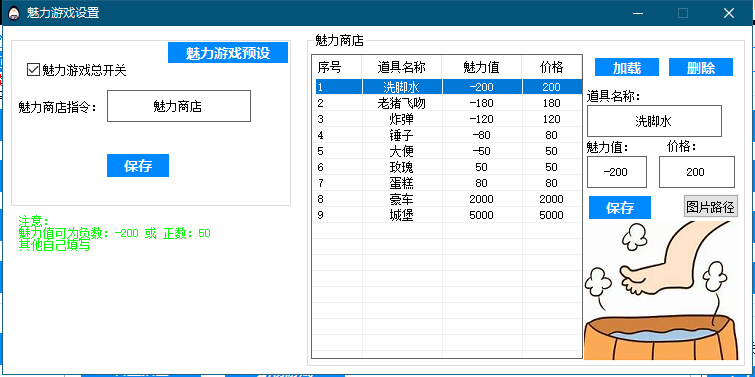 魅力游戏设置
魅力游戏预设
魅力游戏总开关
魅力商店指令: 魅力商店
保存
注意:
魅力值可为负数: -200 或 正数: 50
其他自己填写
魅力商店
序号 道具名称 魅力值 价格
1 洗脚水 -200 200
2 老猪飞吻 -180 180
3 炸弹 -120 120
4 锤子 -80 80
5 大便 -50 50
6 玫瑰 50 50
7 蛋糕 80 80
8 豪车 2000 2000
9 城堡 5000 5000
加载 删除
道具名称:
洗脚水
魅力值: 价格:
-200 200
保存 图片路径